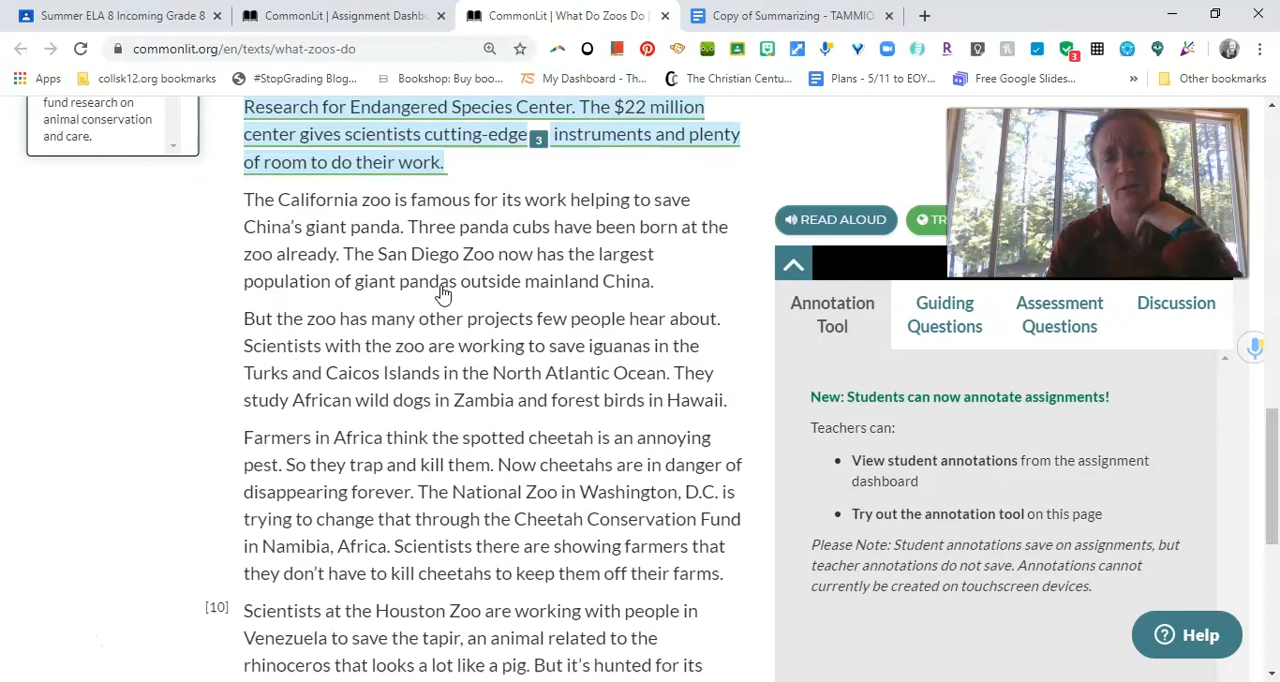 Summer ELA 8 Incoming Grade 8
CommonLit | Assignment Dashb
CommonLit | What Do Zoos Do
Copy of Summarizing - TAMMIO
commonlit.org/en/texts/what-zoos-do
3
Apps
collsk12.org bookmarks
#StopGrading Blog...
Bookshop: Buy boo...
My Dashboard - Th...
The Christian Centu...
Plans - 5/11 to EOY...
Free Google Slides...
»
Other bookmarks
fund research on
animal conservation
and care.
Research for Endangered Species Center. The $22 million
center gives scientists cutting-edge 3 instruments and plenty
of room to do their work.
The California zoo is famous for its work helping to save
China's giant panda. Three panda cubs have been born at the
zoo already. The San Diego Zoo now has the largest
population of giant pandas outside mainland China.
But the zoo has many other projects few people hear about.
Scientists with the zoo are working to save iguanas in the
Turks and Caicos Islands in the North Atlantic Ocean. They
study African wild dogs in Zambia and forest birds in Hawaii.
Farmers in Africa think the spotted cheetah is an annoying
pest. So they trap and kill them. Now cheetahs are in danger of
disappearing forever. The National Zoo in Washington, D.C. is
trying to change that through the Cheetah Conservation Fund
in Namibia, Africa. Scientists there are showing farmers that
they don't have to kill cheetahs to keep them off their farms.
[10] Scientists at the Houston Zoo are working with people in
Venezuela to save the tapir, an animal related to the
rhinoceros that looks a lot like a pig. But it's hunted for its
READ ALOUD
TR
Annotation
Tool
Guiding
Questions
Assessment
Questions
Discussion
New: Students can now annotate assignments!
Teachers can:
• View student annotations from the assignment
dashboard
• Try out the annotation tool on this page
Please Note: Student annotations save on assignments, but
teacher annotations do not save. Annotations cannot
currently be created on touchscreen devices.
Help